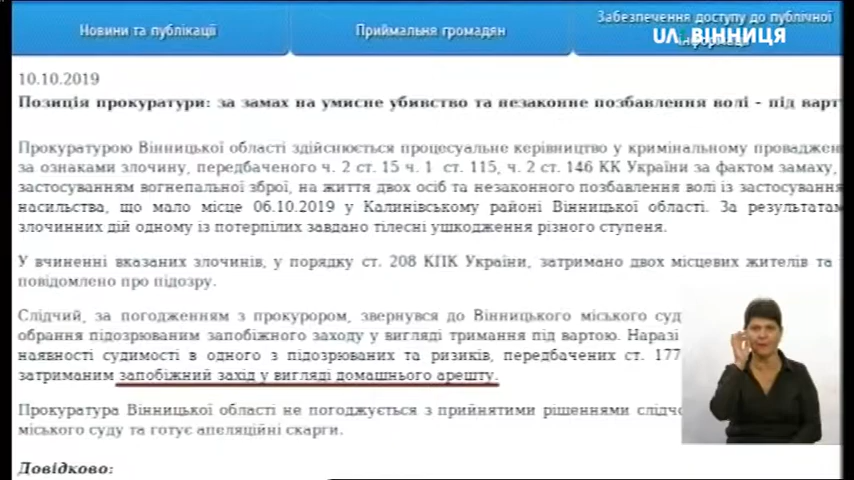 Новини та публікації
Приймальня громадян
Забезпечення доступу до публічної
інформації
UA: ВІННИЦЯ
10.10.2019
Позиція прокуратури: за замах на умисне убивство та незаконне позбавлення волі – під варт
Прокуратурою Вінницької області здійснюється процесуальне керівництво у кримінальному проваджен
за ознаками злочину, передбаченого ч. 2 ст. 15 ч. 1 ст. 115, ч. 2 ст. 146 КК України за фактом замаху,
застосуванням вогнепальної зброї, на життя двох осіб та незаконного позбавлення волі із застосування
насильства, що мало місце 06.10.2019 у Калинівському районі Вінницької області. За результатам
злочинних дій одному із потерпілих завдано тілесні ушкодження різного ступеня.
У вчиненні вказаних злочинів, у порядку ст. 208 КПК України, затримано двох місцевих жителів та
повідомлено про підозру.
Слідчий, за погодженням з прокурором, звернувся до Вінницького міського суд
обрання підозрюваним запобіжного заходу у вигляді тримання під вартою. Наразі
наявності судимості в одного з підозрюваних та ризиків, передбачених ст. 177
затриманим запобіжний захід у вигляді домашнього арешту.
Прокуратура Вінницької області не погоджується з прийнятими рішеннями слідчо
міського суду та готує апеляційні скарги.
Довідково: